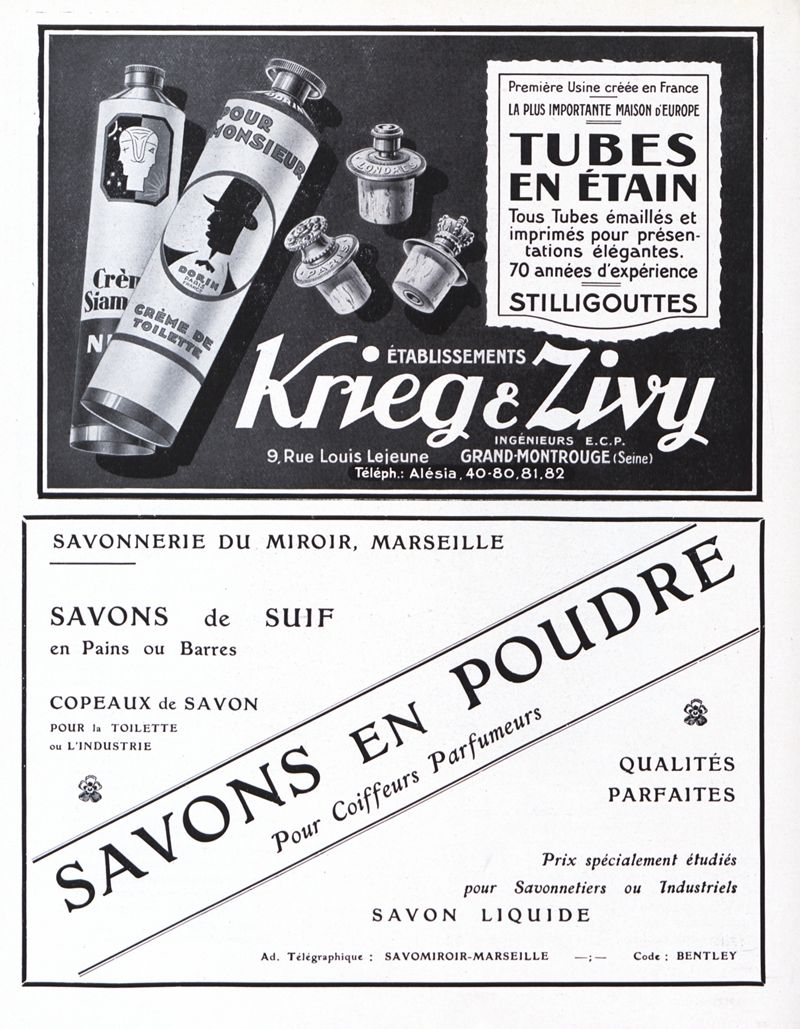 Première Usine créée en France
LA PLUS IMPORTANTE MAISON D'EUROPE
TUBES
EN ÉTAIN
Tous Tubes émaillés et
imprimés pour présen-
tations élégantes.
70 années d'expérience
STILLIGOUTTES
POUR
MONSIEUR
DORIN
PARIS
FRANCE
CRÈME DE
TOILETTE
Crèm
Siam
LONDRES
PARIS
ÉTABLISSEMENTS
Krieg & Zivy
INGÉNIEURS E.C.P.
9, Rue Louis Lejeune GRAND-MONTROUGE (Seine)
Téléph.: Alésia, 40-80, 81, 82
SAVONNERIE DU MIROIR, MARSEILLE
SAVONS de SUIF
en Pains ou Barres
COPEAUX de SAVON
POUR la TOILETTE
ou L'INDUSTRIE
SAVONS EN POUDRE
Pour Coiffeurs Parfumeurs
QUALITÉS
PARFAITES
Prix spécialement étudiés
pour Savonnetiers ou Industriels
SAVON LIQUIDE
Ad. Télégraphique : SAVOMIROIR-MARSEILLE —;— Code : BENTLEY